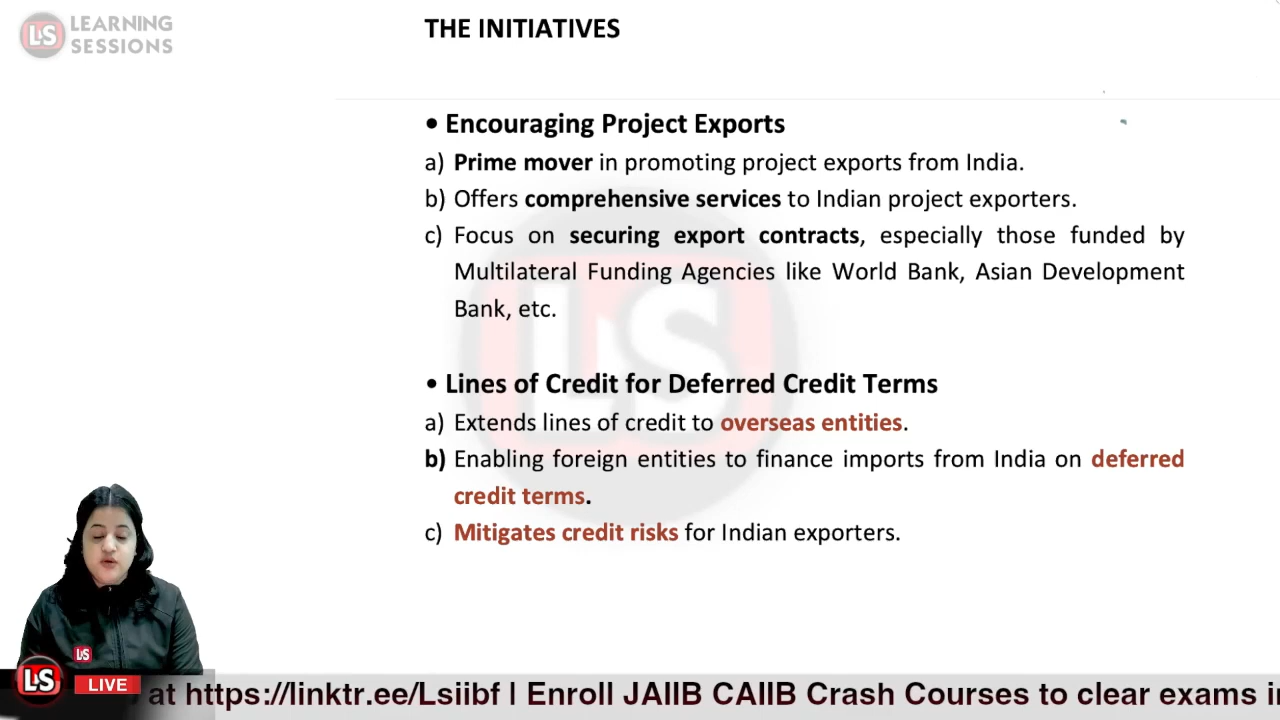 LS LEARNING
SESSIONS
THE INITIATIVES
• Encouraging Project Exports
a) Prime mover in promoting project exports from India.
b) Offers comprehensive services to Indian project exporters.
c) Focus on securing export contracts, especially those funded by
Multilateral Funding Agencies like World Bank, Asian Development
Bank, etc.
• Lines of Credit for Deferred Credit Terms
a) Extends lines of credit to overseas entities.
b) Enabling foreign entities to finance imports from India on deferred
credit terms.
c) Mitigates credit risks for Indian exporters.
LS
LS
LS LIVE at https://linktr.ee/Lsiibf | Enroll JAIIB CAIIB Crash Courses to clear exams i